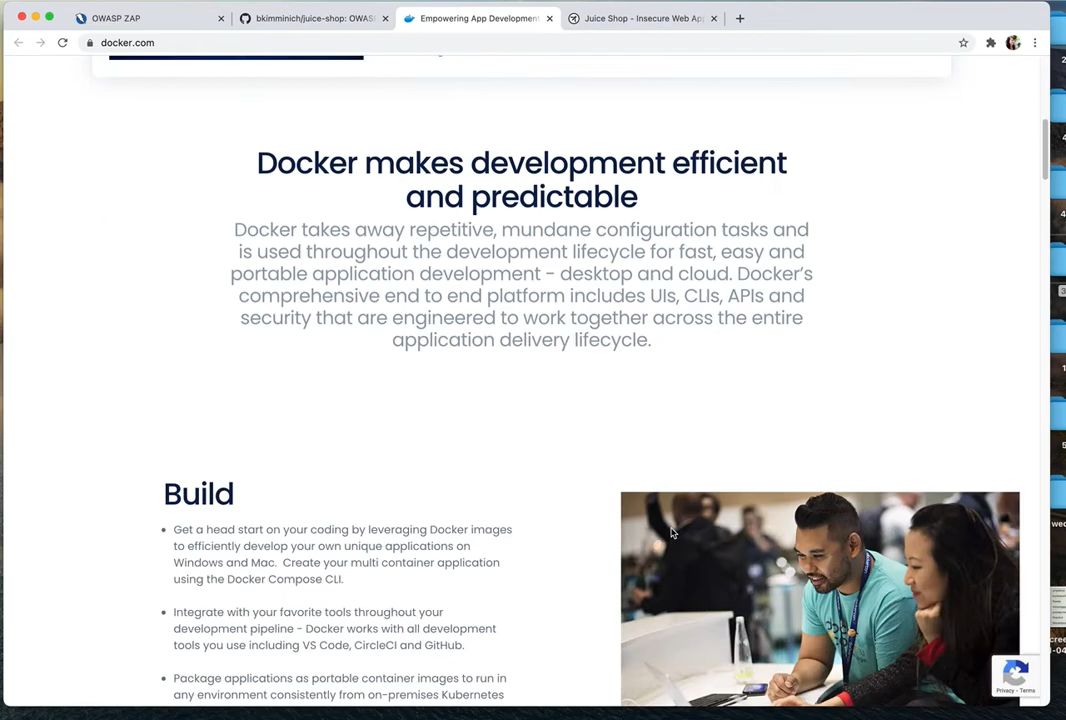 OWASP ZAP
bkimminich/juice-shop: OWAS
Empowering App Development
Juice Shop - Insecure Web Ap
docker.com
Docker makes development efficient
and predictable
Docker takes away repetitive, mundane configuration tasks and
is used throughout the development lifecycle for fast, easy and
portable application development - desktop and cloud. Docker's
comprehensive end to end platform includes UIs, CLIs, APIs and
security that are engineered to work together across the entire
application delivery lifecycle.
Build
• Get a head start on your coding by leveraging Docker images
to efficiently develop your own unique applications on
Windows and Mac. Create your multi container application
using the Docker Compose CLI.
• Integrate with your favorite tools throughout your
development pipeline - Docker works with all development
tools you use including VS Code, CircleCI and GitHub.
• Package applications as portable container images to run in
any environment consistently from on-premises Kubernetes
Privacy - Terms